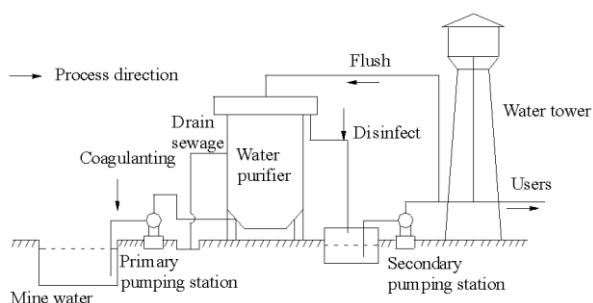 Flush
Process direction
Water tower
Drain
sewage
Disinfect
Coagulanting
Water
purifier
Users
Primary
pumping station
Secondary
pumping station
Mine water